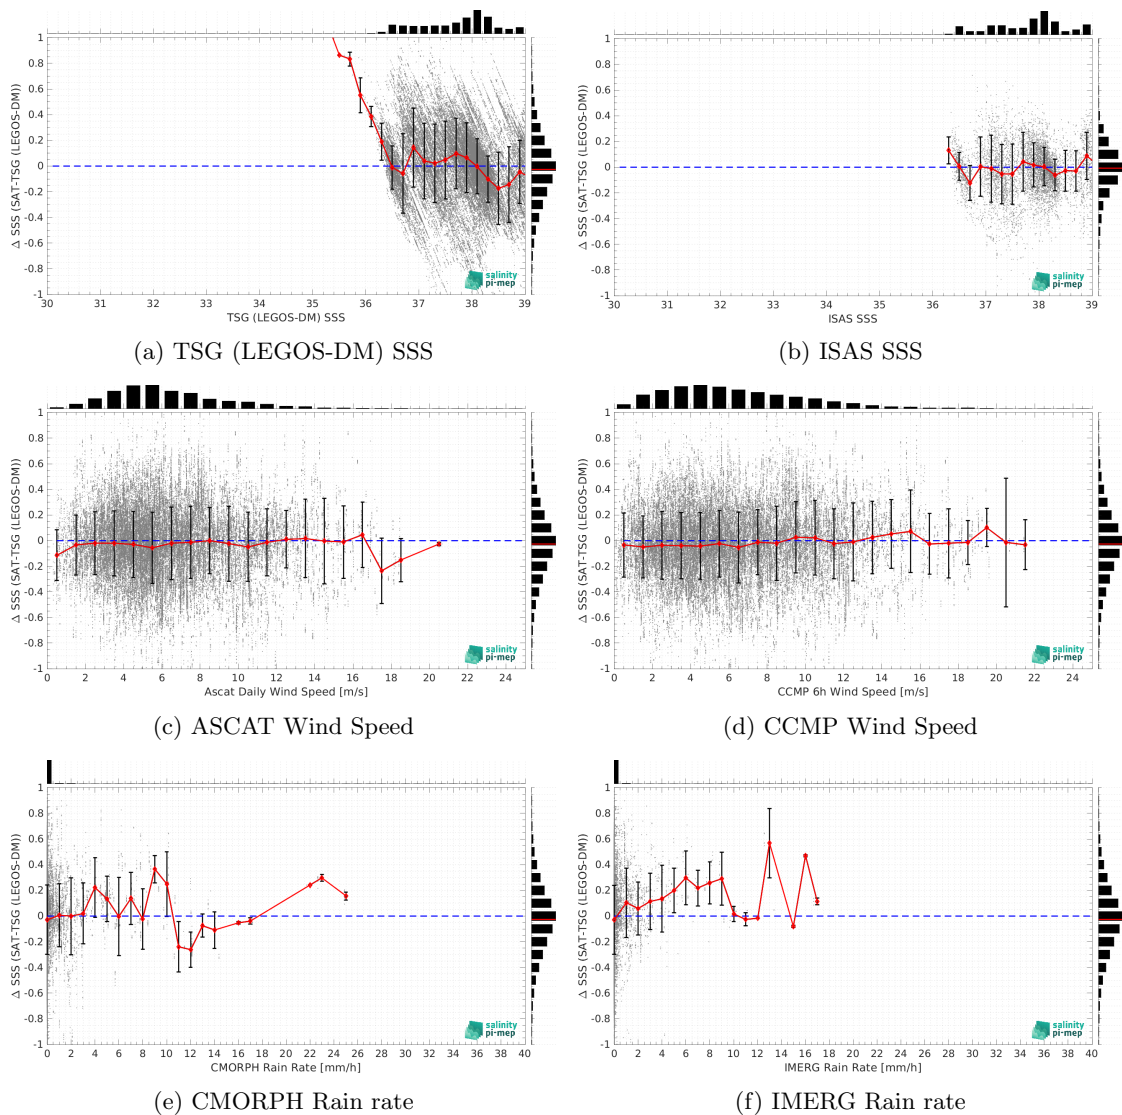 1
0.8
0.6
0.4
0.2
0
-0.2
-0.4
-0.6
-0.8
-1
Δ SSS (SAT-TSG (LEGOS-DM))
salinity
pi-mep
30 31 32 33 34 35 36 37 38 39
TSG (LEGOS-DM) SSS
(a) TSG (LEGOS-DM) SSS
1
0.8
0.6
0.4
0.2
0
-0.2
-0.4
-0.6
-0.8
-1
Δ SSS (SAT-TSG (LEGOS-DM))
salinity
pi-mep
30 31 32 33 34 35 36 37 38 39
ISAS SSS
(b) ISAS SSS
1
0.8
0.6
0.4
0.2
0
-0.2
-0.4
-0.6
-0.8
-1
Δ SSS (SAT-TSG (LEGOS-DM))
salinity
pi-mep
0 2 4 6 8 10 12 14 16 18 20 22 24
Ascat Daily Wind Speed [m/s]
(c) ASCAT Wind Speed
1
0.8
0.6
0.4
0.2
0
-0.2
-0.4
-0.6
-0.8
-1
Δ SSS (SAT-TSG (LEGOS-DM))
salinity
pi-mep
0 2 4 6 8 10 12 14 16 18 20 22 24
CCMP 6h Wind Speed [m/s]
(d) CCMP Wind Speed
1
0.8
0.6
0.4
0.2
0
-0.2
-0.4
-0.6
-0.8
-1
Δ SSS (SAT-TSG (LEGOS-DM))
salinity
pi-mep
0 2 4 6 8 10 12 14 16 18 20 22 24 26 28 30 32 34 36 38 40
CMORPH Rain Rate [mm/h]
(e) CMORPH Rain rate
1
0.8
0.6
0.4
0.2
0
-0.2
-0.4
-0.6
-0.8
-1
Δ SSS (SAT-TSG (LEGOS-DM))
salinity
pi-mep
0 2 4 6 8 10 12 14 16 18 20 22 24 26 28 30 32 34 36 38 40
IMERG Rain Rate [mm/h]
(f) IMERG Rain rate